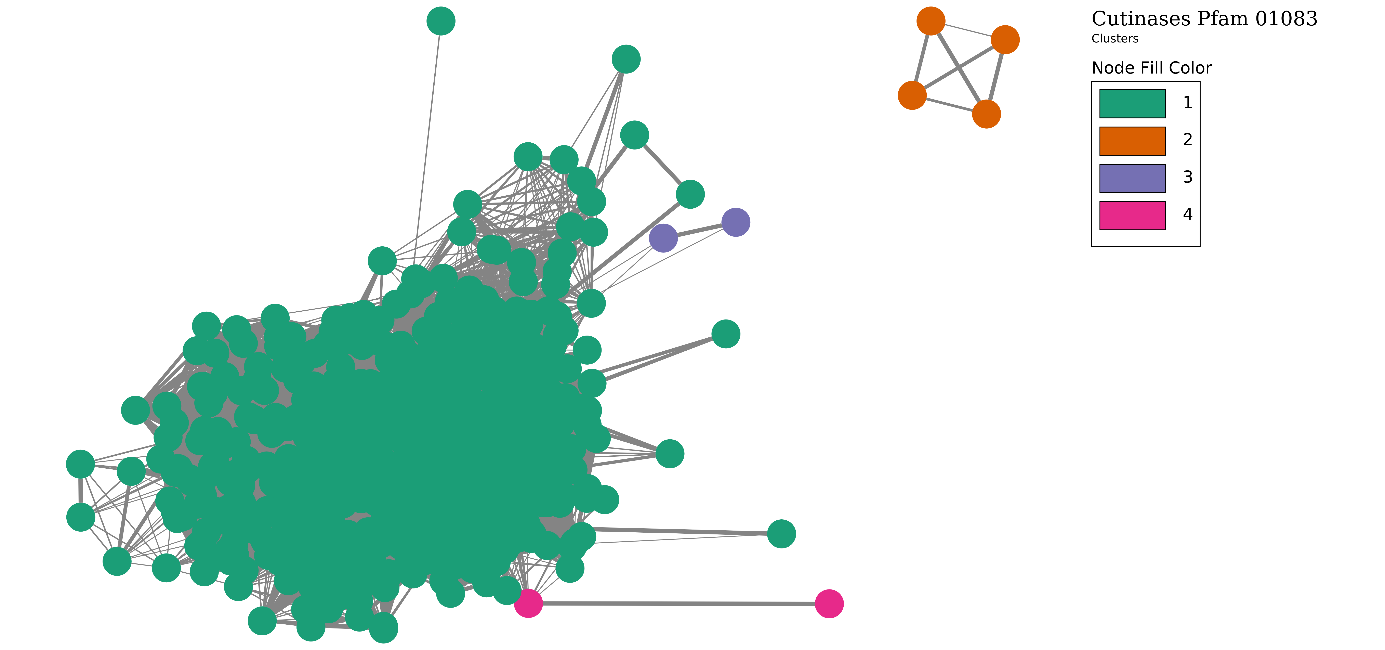 Cutinases Pfam 01083
Clusters
Node Fill Color
1
2
3
4